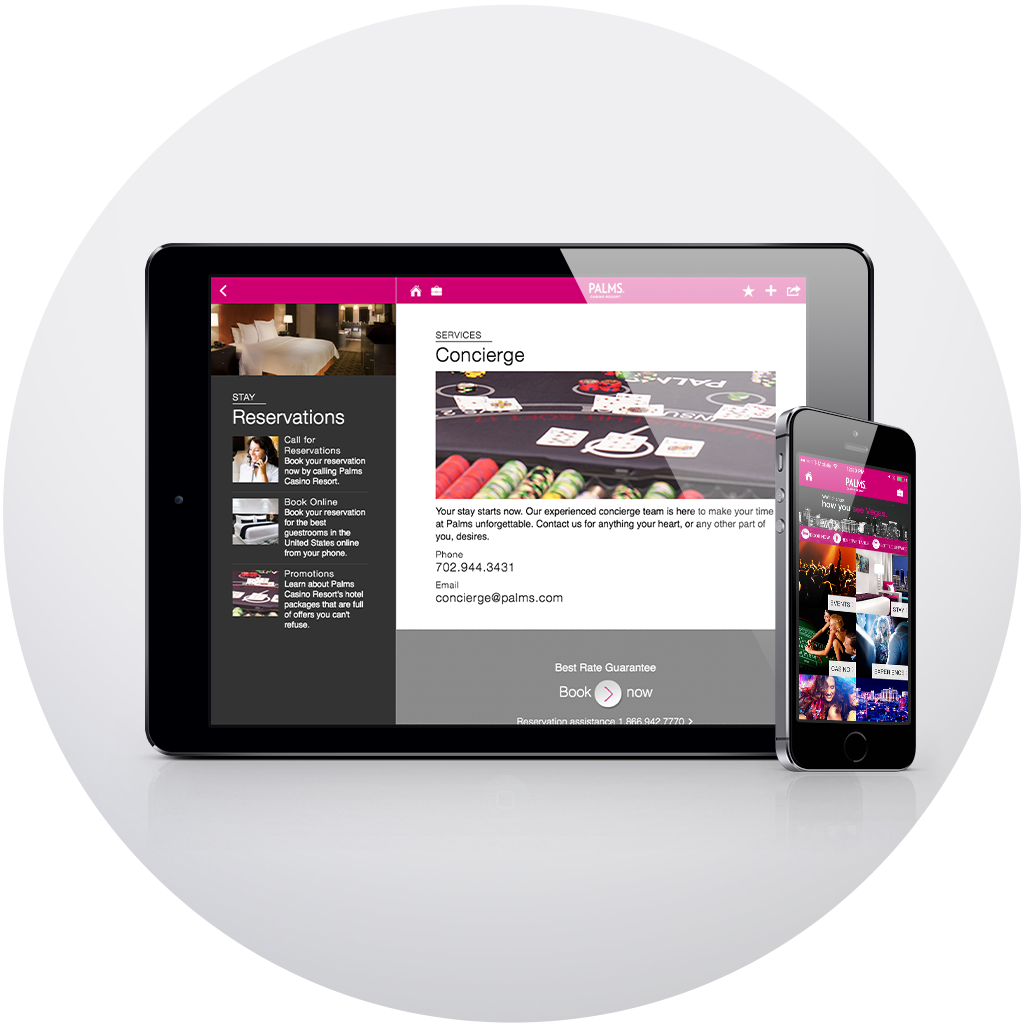 PALMS.
CASINO RESORT
STAY
Reservations
Call for
Reservations
Book your reservation
now by calling Palms
Casino Resort.
Book Online
Book your reservation
for the best
guestrooms in the
United States online
from your phone.
Promotions
Learn about Palms
Casino Resort's hotel
packages that are full
of offers you can't
refuse.
SERVICES
Concierge
PALMS
INSU
Your stay starts now. Our experienced concierge team is here to make your time
at Palms unforgettable. Contact us for anything your heart, or any other part of
you, desires.
Phone
702.944.3431
Email
concierge@palms.com
Best Rate Guarantee
Book now
Reservation assistance 1.866.942.7770
T-Mobile
PALMS
how you see Vegas.
BOOK NOW
EVENTS
STAY
CASINO
EXPERIENCE